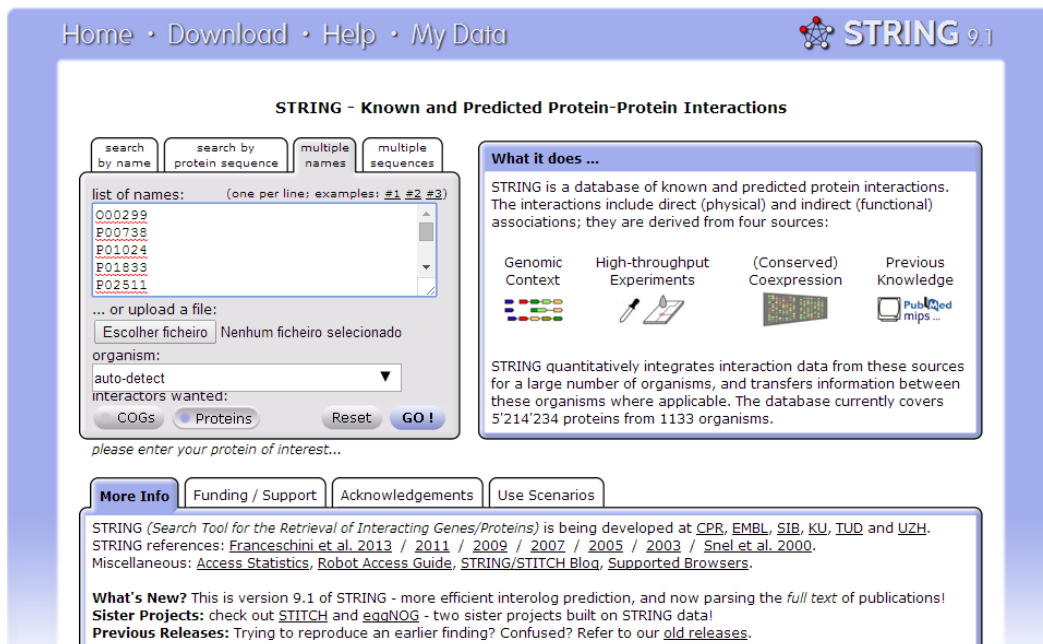 Home · Download · Help · My Data
STRING 9.1
STRING - Known and Predicted Protein-Protein Interactions
search by name
search by protein sequence
multiple names
multiple sequences
list of names: (one per line; examples: #1 #2 #3)
O00299
P00738
P01024
P01833
P02511
... or upload a file:
Escolher ficheiro Nenhum ficheiro selecionado
organism:
auto-detect
interactors wanted:
COGs Proteins Reset GO !
please enter your protein of interest...
What it does ...
STRING is a database of known and predicted protein interactions.
The interactions include direct (physical) and indirect (functional)
associations; they are derived from four sources:
Genomic Context
High-throughput Experiments
(Conserved) Coexpression
Previous Knowledge
PubMed
mips ...
STRING quantitatively integrates interaction data from these sources
for a large number of organisms, and transfers information between
these organisms where applicable. The database currently covers
5'214'234 proteins from 1133 organisms.
More Info
Funding / Support
Acknowledgements
Use Scenarios
STRING (Search Tool for the Retrieval of Interacting Genes/Proteins) is being developed at CPR, EMBL, SIB, KU, TUD and UZH.
STRING references: Franceschini et al. 2013 / 2011 / 2009 / 2007 / 2005 / 2003 / Snel et al. 2000.
Miscellaneous: Access Statistics, Robot Access Guide, STRING/STITCH Blog, Supported Browsers.
What's New? This is version 9.1 of STRING - more efficient interolog prediction, and now parsing the full text of publications!
Sister Projects: check out STITCH and eggNOG - two sister projects built on STRING data!
Previous Releases: Trying to reproduce an earlier finding? Confused? Refer to our old releases.